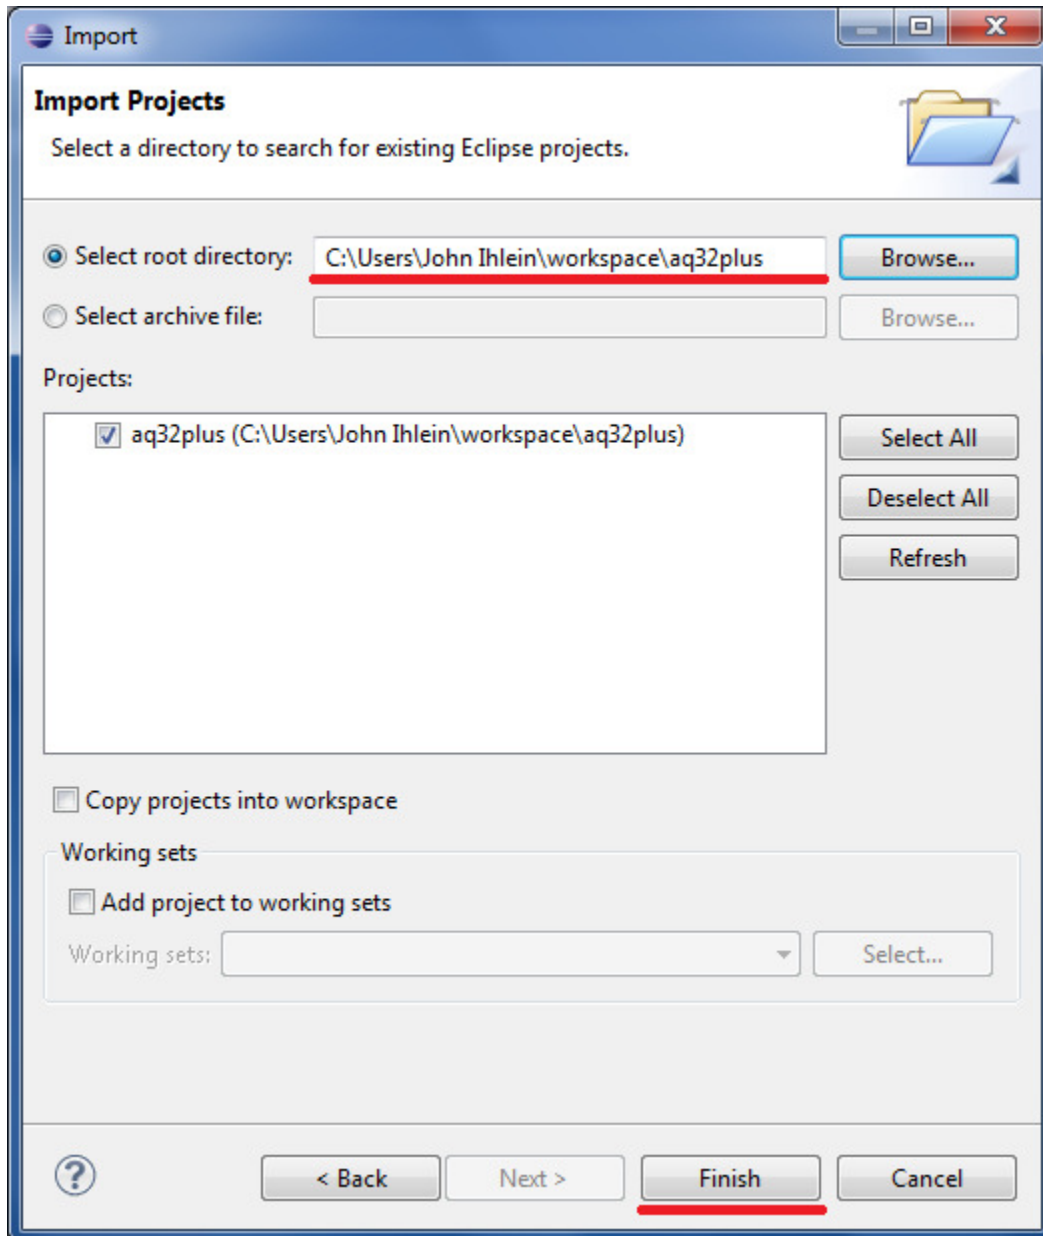 Import
Import Projects
Select a directory to search for existing Eclipse projects.
Select root directory: C:\Users\John Ihlein\workspace\aq32plus Browse...
Select archive file: Browse...
Projects:
aq32plus (C:\Users\John Ihlein\workspace\aq32plus)
Select All
Deselect All
Refresh
Copy projects into workspace
Working sets
Add project to working sets
Working sets: Select...
? < Back Next > Finish Cancel